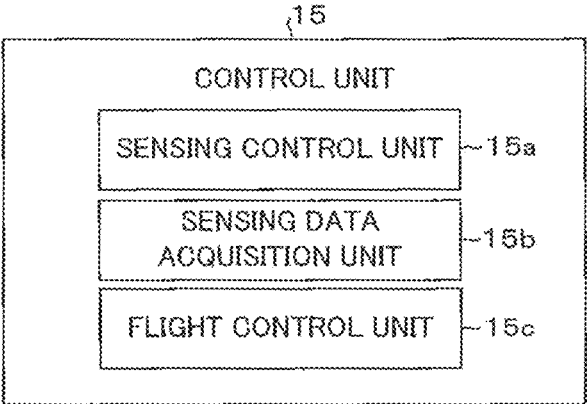 15
CONTROL UNIT
SENSING CONTROL UNIT 15a
SENSING DATA
ACQUISITION UNIT 15b
FLIGHT CONTROL UNIT 15c